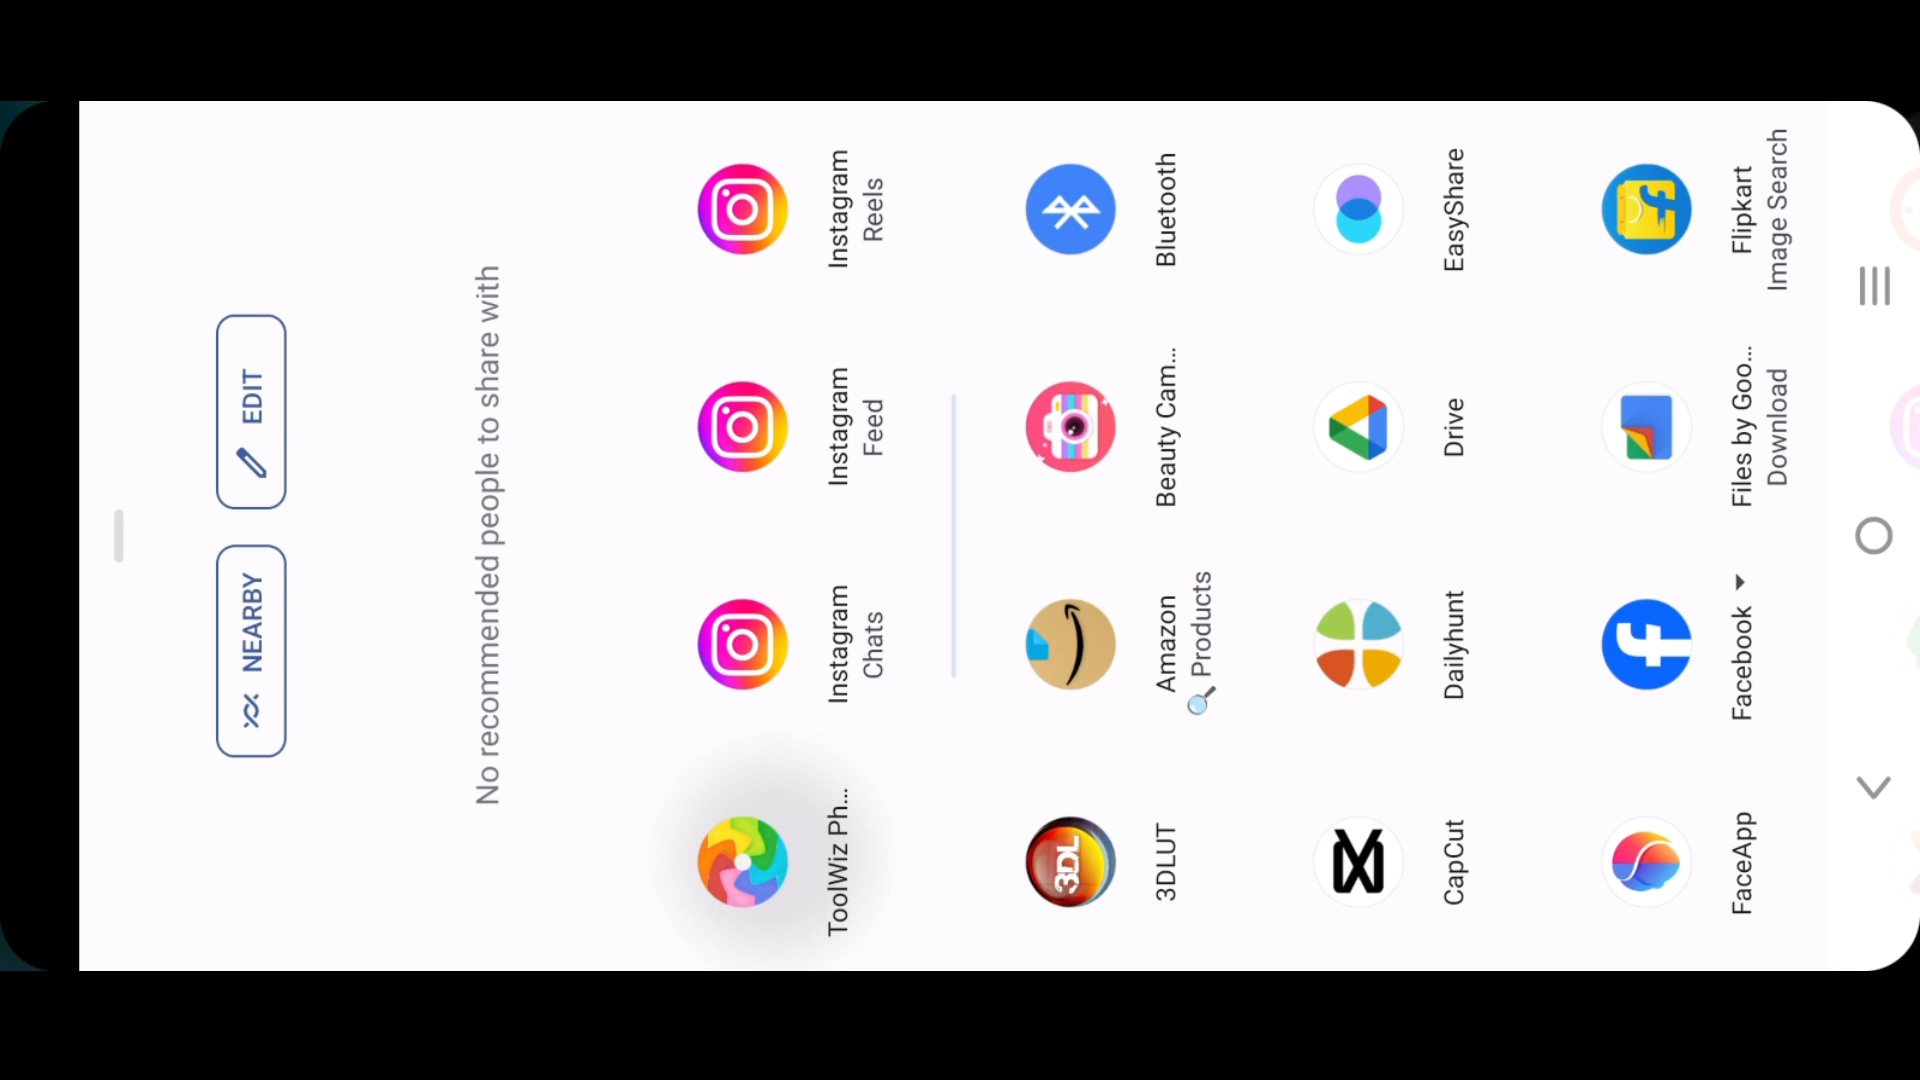 NEARBY EDIT
No recommended people to share with
ToolWiz Ph... Instagram Instagram Instagram
Chats Feed Reels
3DL
3DLUT Amazon Beauty Cam... Bluetooth
🔍 Products
CapCut Dailyhunt Drive EasyShare
FaceApp Facebook Files by Goo... Flipkart
Download Image Search